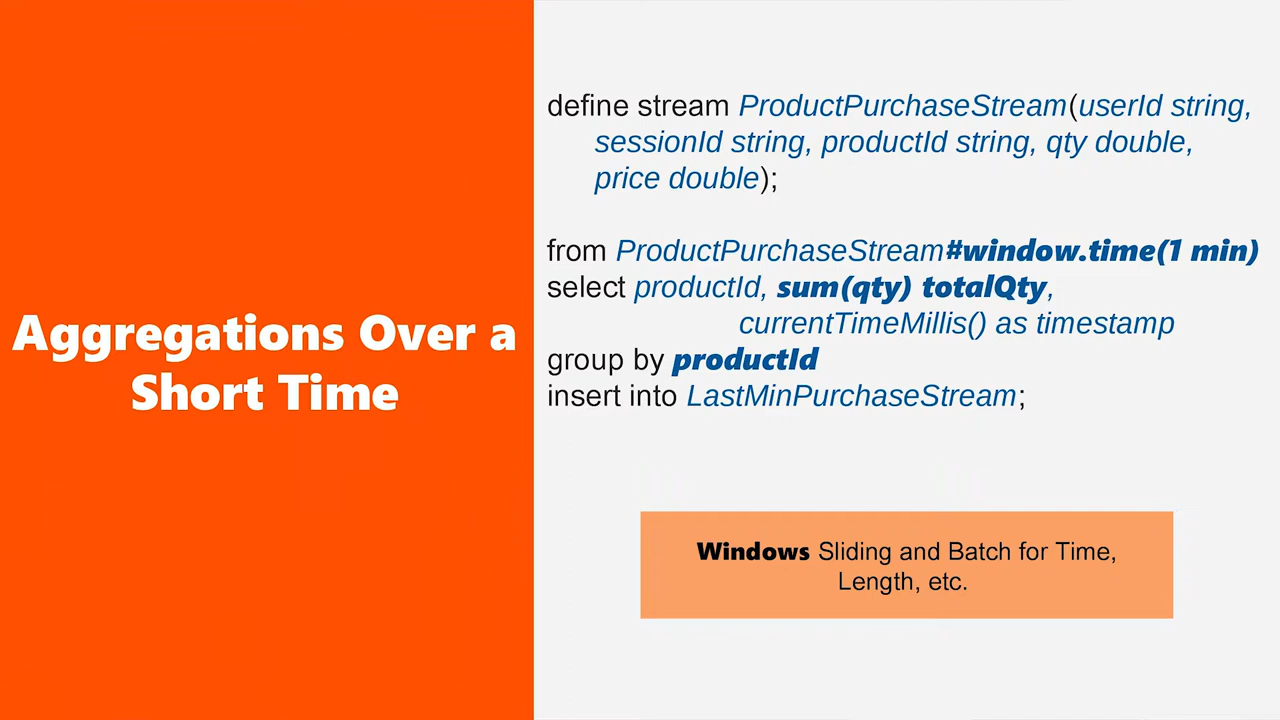 Aggregations Over a
Short Time
define stream ProductPurchaseStream(userId string,
sessionId string, productId string, qty double,
price double);
from ProductPurchaseStream#window.time(1 min)
select productId, sum(qty) totalQty,
currentTimeMillis() as timestamp
group by productId
insert into LastMinPurchaseStream;
Windows Sliding and Batch for Time,
Length, etc.